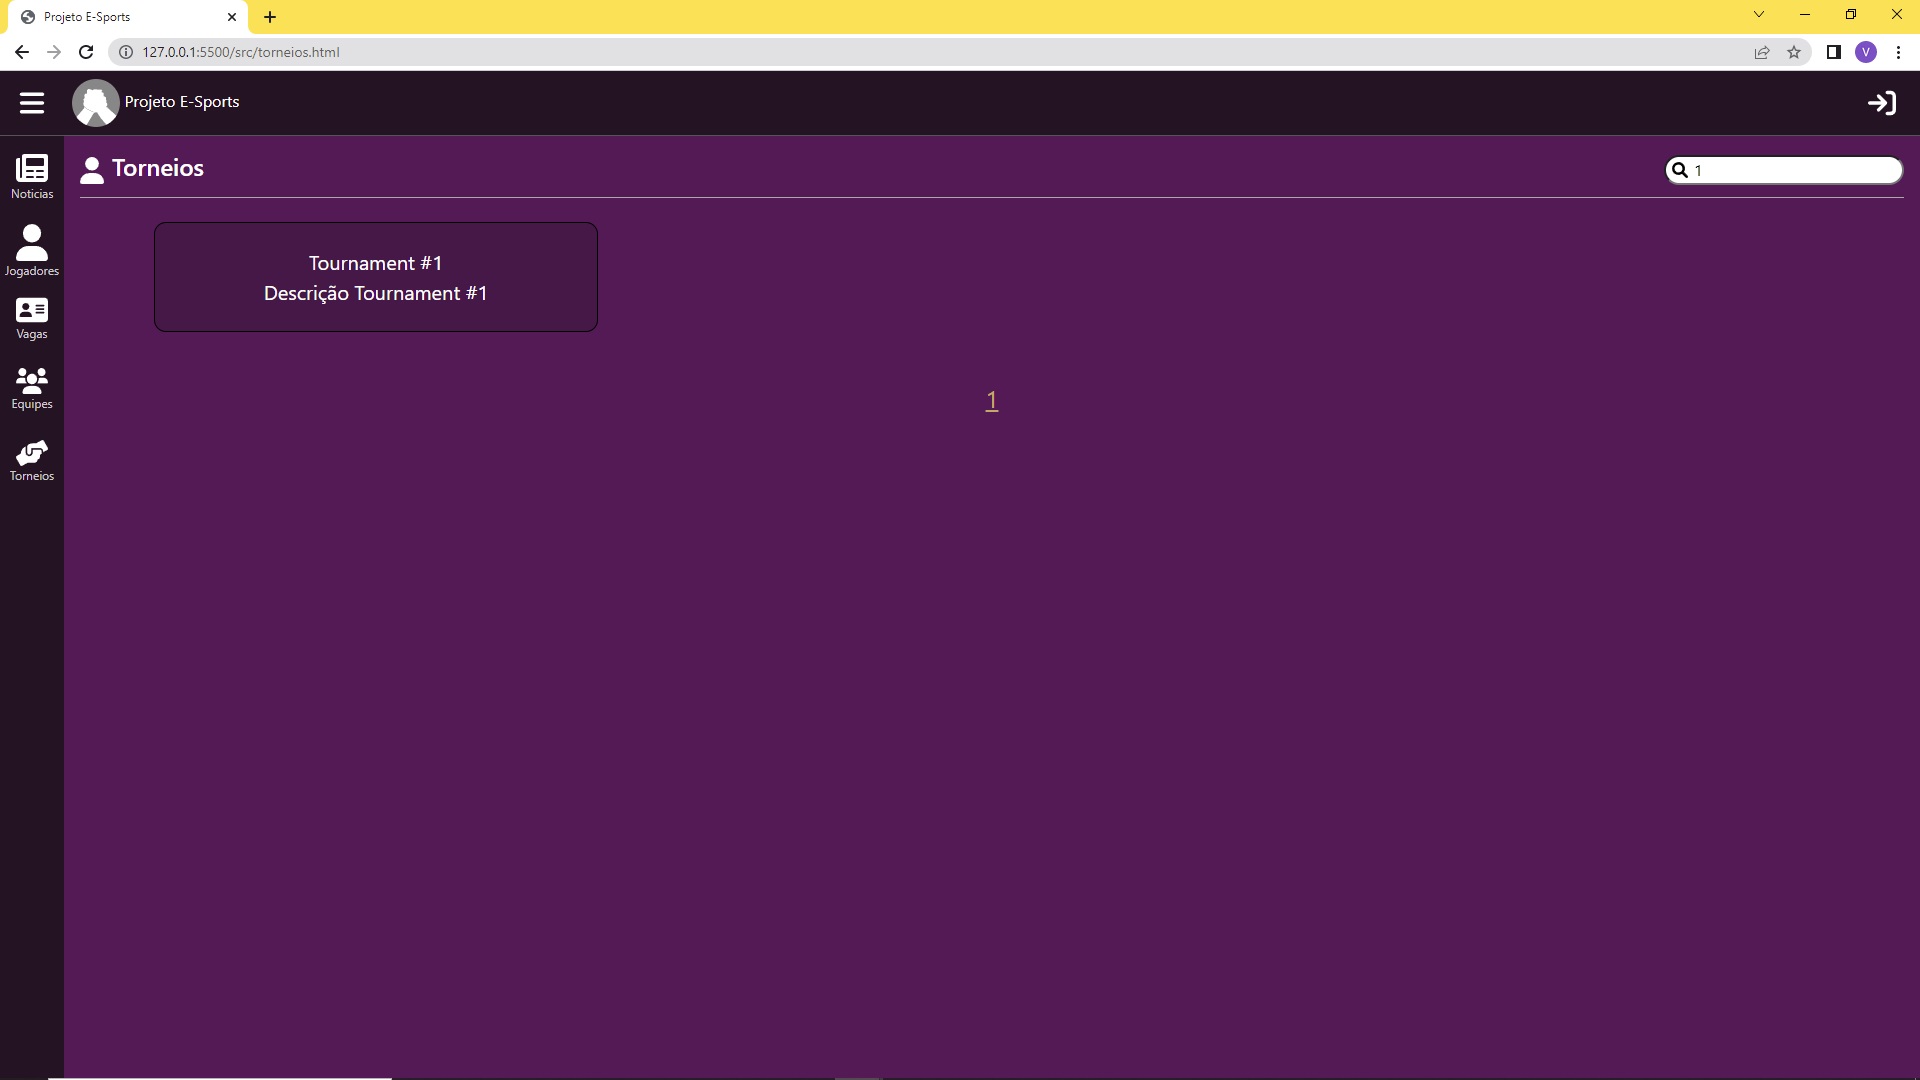 Projeto E-Sports
127.0.0.1:5500/src/torneios.html
V
Projeto E-Sports
Noticias
Jogadores
Vagas
Equipes
Torneios
Torneios
1
Tournament #1
Descrição Tournament #1
1